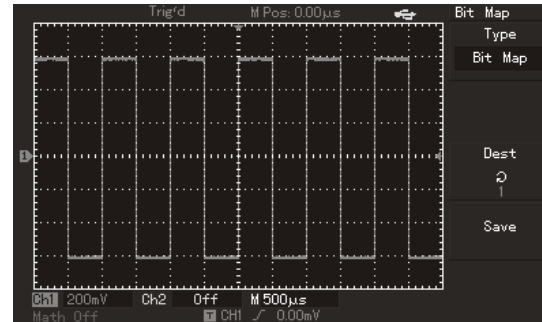 Trig'd M Pos: 0.00μs Bit Map
Type
Bit Map
1
Dest
1
Save
Ch1 200mV Ch2 Off M 500μs
Math Off T CH1 0.00mV